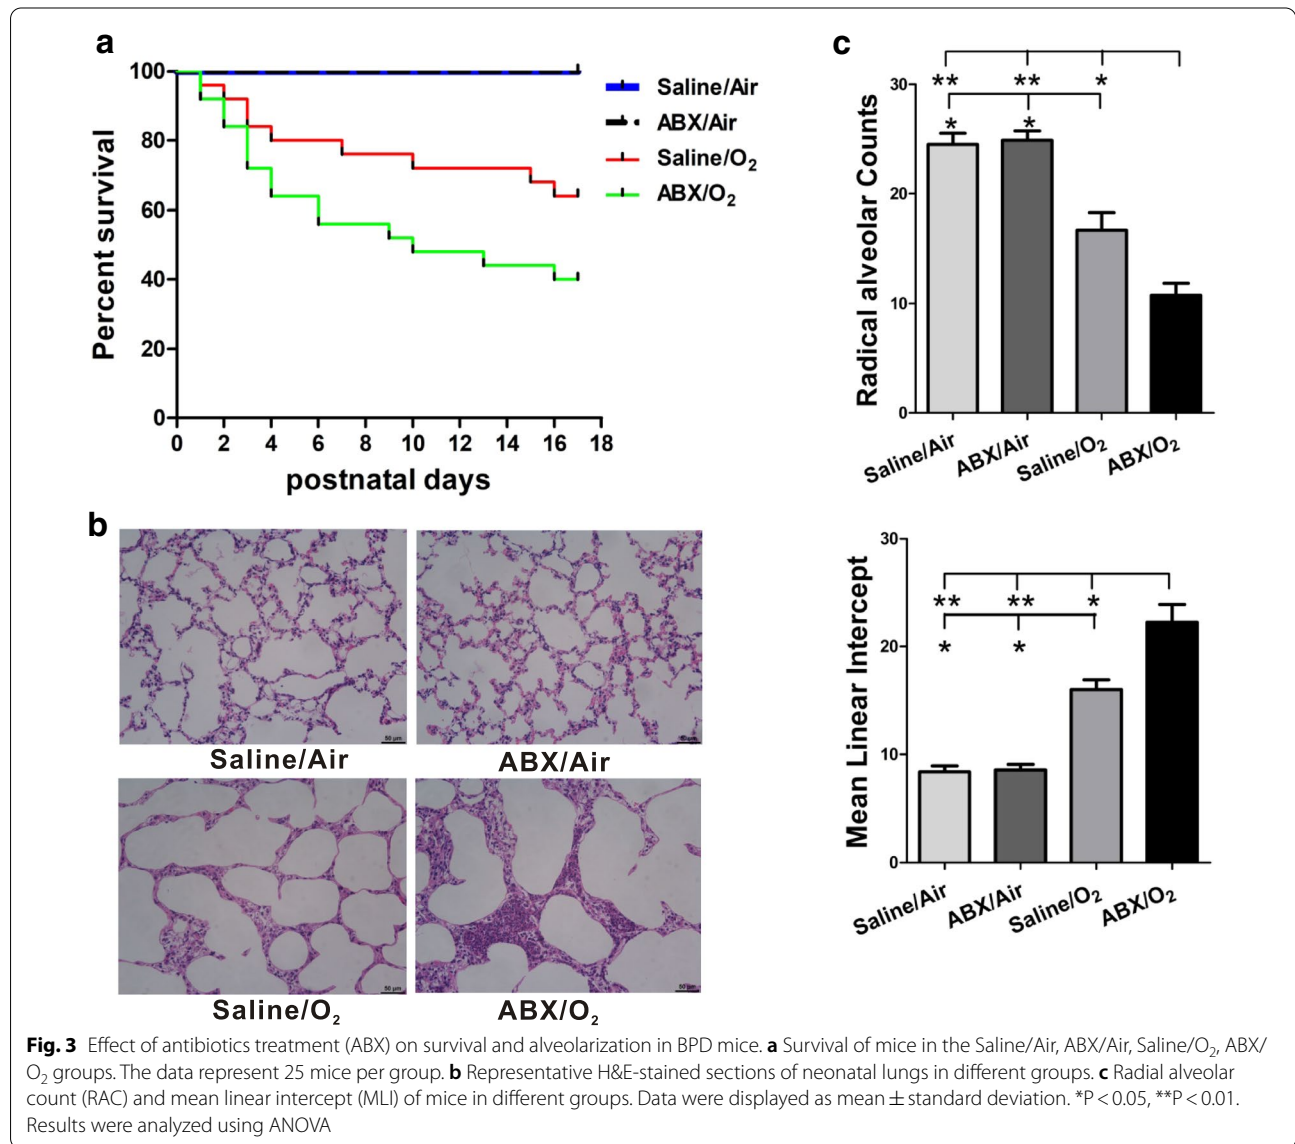 a
100
80
60
40
20
0
Percent survival
0 2 4 6 8 10 12 14 16 18
postnatal days
Saline/Air
ABX/Air
Saline/O₂
ABX/O₂
b
Saline/Air
ABX/Air
Saline/O₂
ABX/O₂
50 µm
50 µm
50 µm
c
30
20
10
0
Radical alveolar Counts
** ** *
* *
Saline/Air
ABX/Air
Saline/O₂
ABX/O₂
30
20
10
0
Mean Linear Intercept
** ** *
* *
Saline/Air
ABX/Air
Saline/O₂
ABX/O₂
Fig. 3 Effect of antibiotics treatment (ABX) on survival and alveolarization in BPD mice. a Survival of mice in the Saline/Air, ABX/Air, Saline/O₂, ABX/
O₂ groups. The data represent 25 mice per group. b Representative H&E-stained sections of neonatal lungs in different groups. c Radial alveolar
count (RAC) and mean linear intercept (MLI) of mice in different groups. Data were displayed as mean ± standard deviation. *P < 0.05, **P < 0.01.
Results were analyzed using ANOVA